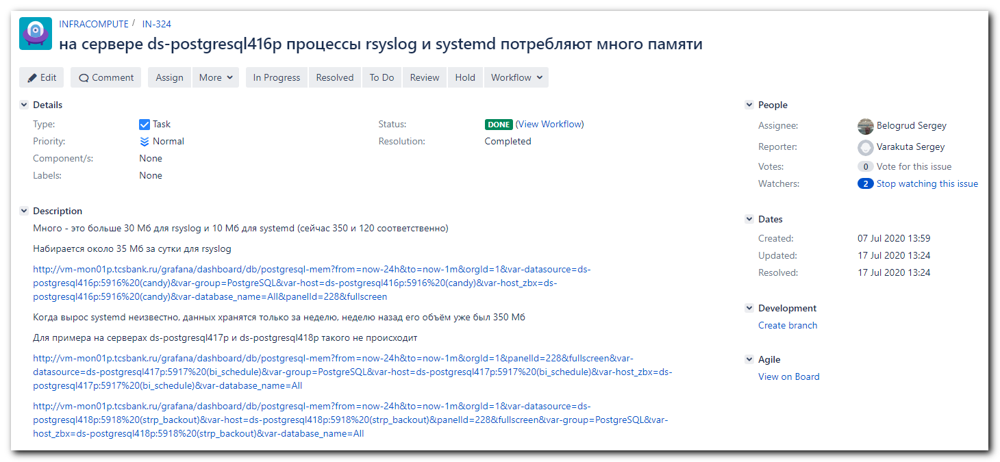 INFRACOMPUTE / IN-324
на сервере ds-postgresql416p процессы rsyslog и systemd потребляют много памяти
Edit Comment Assign More In Progress Resolved To Do Review Hold Workflow
Details
Type: Task
Status: DONE (View Workflow)
Priority: Normal
Resolution: Completed
Component/s: None
Labels: None
Description
Много - это больше 30 Мб для rsyslog и 10 Мб для systemd (сейчас 350 и 120 соответственно)
Набирается около 35 Мб за сутки для rsyslog
http://vm-mon01p.tcsbank.ru/grafana/dashboard/db/postgresql-mem?from=now-24h&to=now-1m&orgId=1&var-datasource=ds-
postgresql416p:5916%20(candy)&var-group=PostgreSQL&var-host=ds-postgresql416p:5916%20(candy)&var-host_zbx=ds-
postgresql416p:5916%20(candy)&var-database_name=All&panelId=228&fullscreen
Когда вырос systemd неизвестно, данных хранятся только за неделю, неделю назад его объём уже был 350 Мб
Для примера на серверах ds-postgresql417p и ds-postgresql418p такого не происходит
http://vm-mon01p.tcsbank.ru/grafana/dashboard/db/postgresql-mem?from=now-24h&to=now-1m&orgId=1&panelId=228&fullscreen&var-
datasource=ds-postgresql417p:5917%20(bi_schedule)&var-group=PostgreSQL&var-host=ds-postgresql417p:5917%20(bi_schedule)&var-host_zbx=ds-
postgresql417p:5917%20(bi_schedule)&var-database_name=All
http://vm-mon01p.tcsbank.ru/grafana/dashboard/db/postgresql-mem?from=now-24h&to=now-1m&orgId=1&var-datasource=ds-
postgresql418p:5918%20(strp_backout)&var-host=ds-postgresql418p:5918%20(strp_backout)&panelId=228&fullscreen&var-group=PostgreSQL&var-
host_zbx=ds-postgresql418p:5918%20(strp_backout)&var-database_name=All
People
Assignee: Belogrud Sergey
Reporter: Varakuta Sergey
Votes: 0 Vote for this issue
Watchers: 2 Stop watching this issue
Dates
Created: 07 Jul 2020 13:59
Updated: 17 Jul 2020 13:24
Resolved: 17 Jul 2020 13:24
Development
Create branch
Agile
View on Board